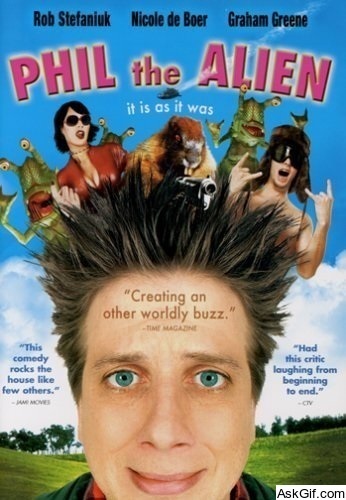 Rob Stefaniuk Nicole de Boer Graham Greene
PHIL the ALIEN
it is as it was
"Creating an
other worldly buzz."
-TIME MAGAZINE
"This
comedy
rocks the
house like
few others."
- JAM! MOVIES
"Had
this critic
laughing from
beginning
to end."
- CTV
AskGif.com